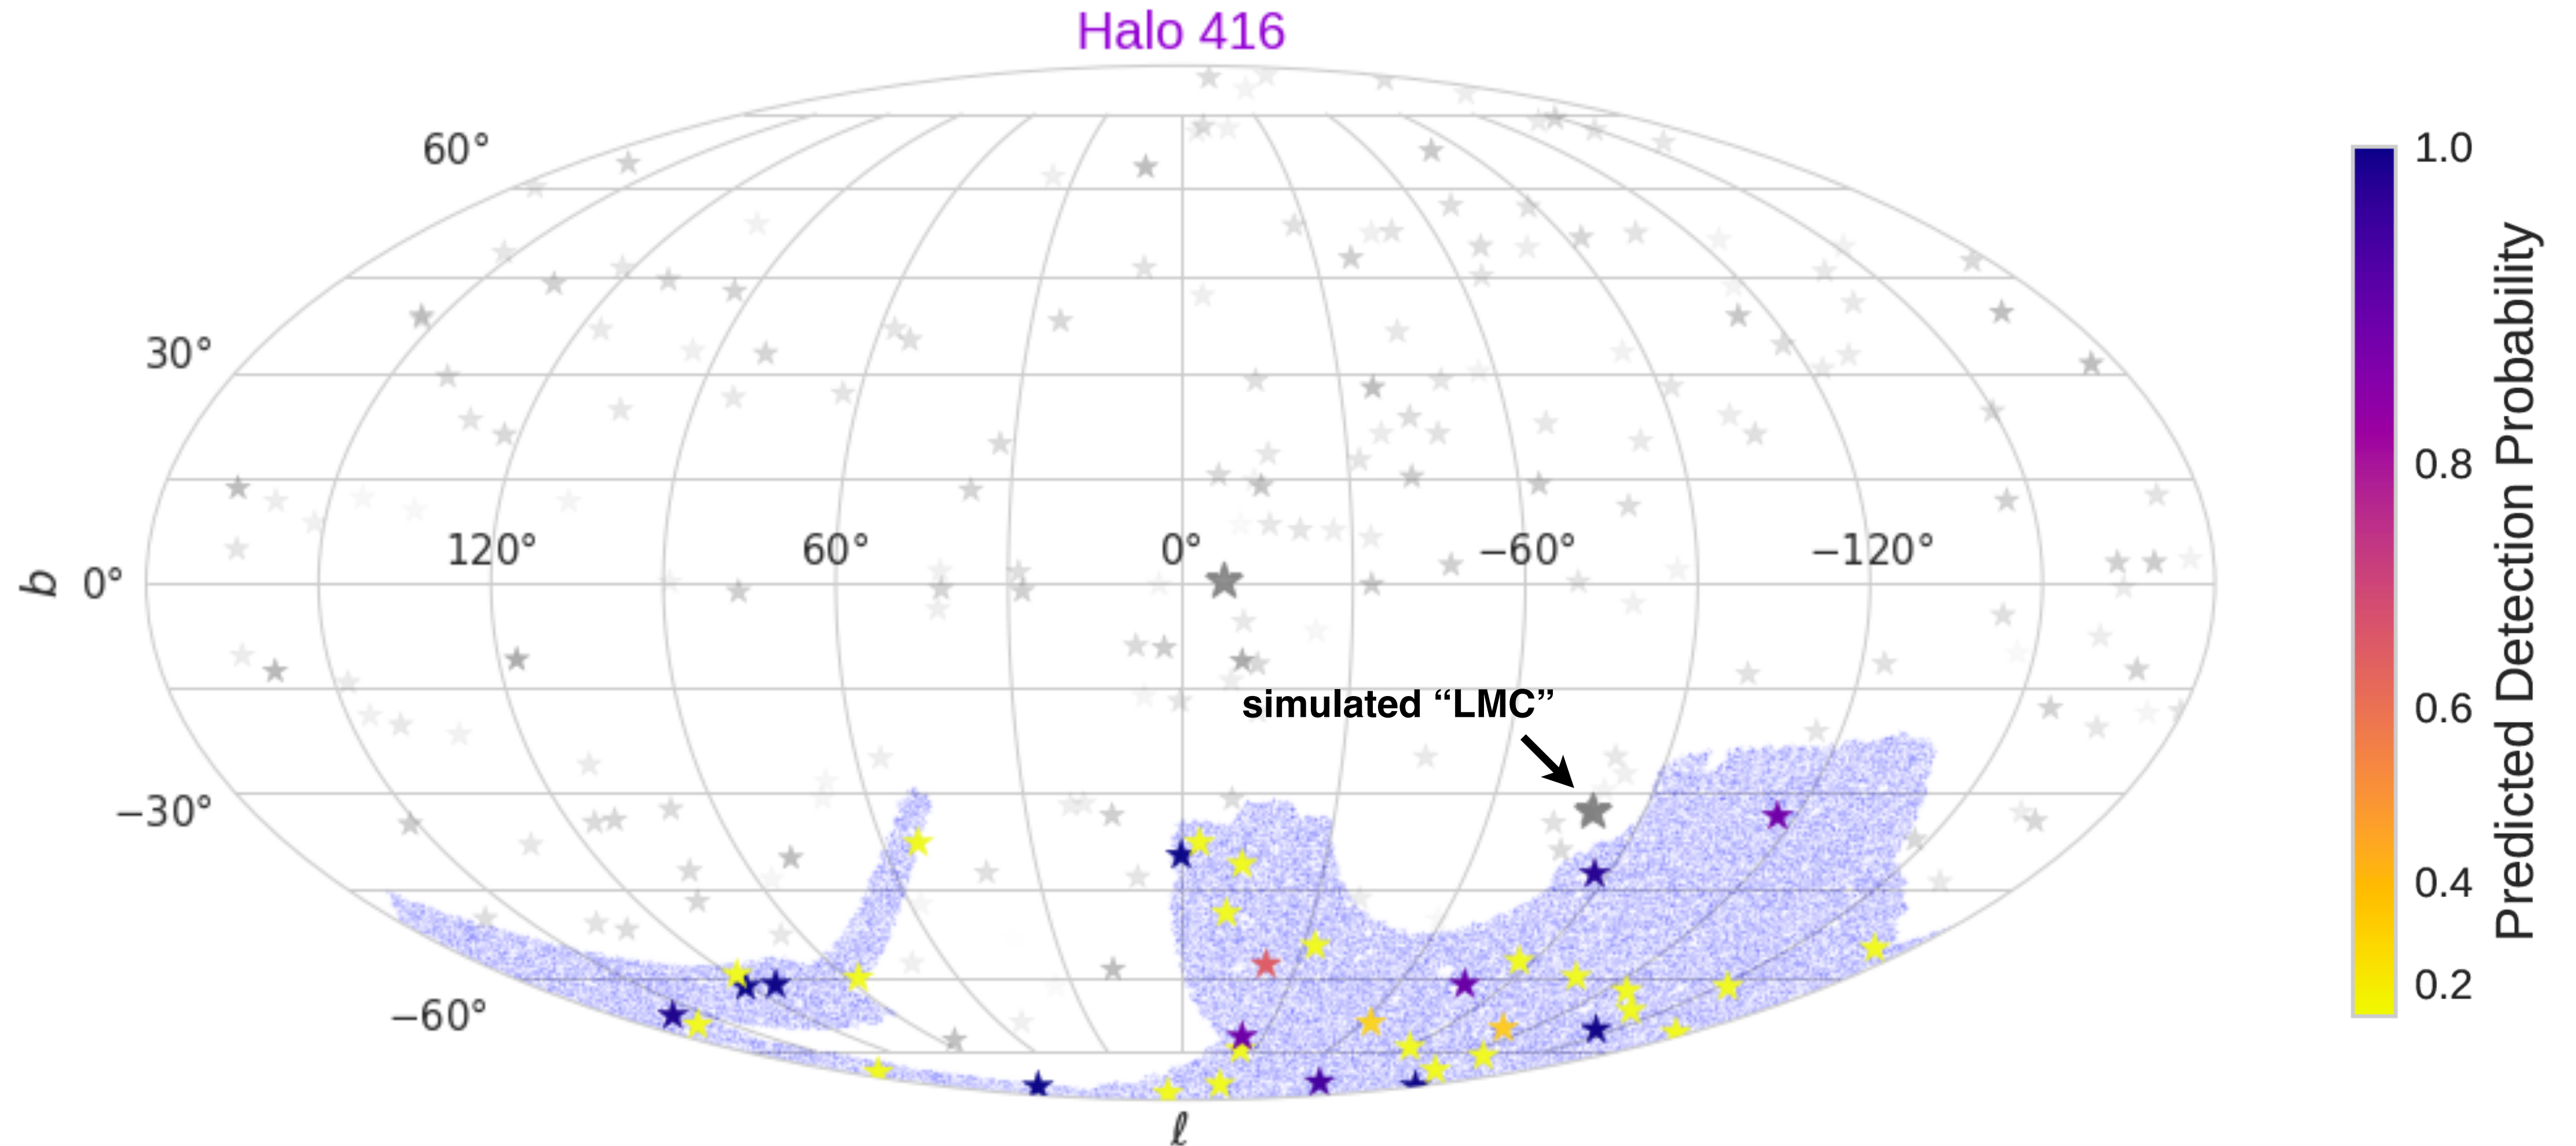 Halo 416
60°
30°
b 0°
120° 60° 0° −60° −120°
simulated “LMC”
−30°
−60°
ℓ
1.0
0.8
0.6
0.4
0.2
Predicted Detection Probability